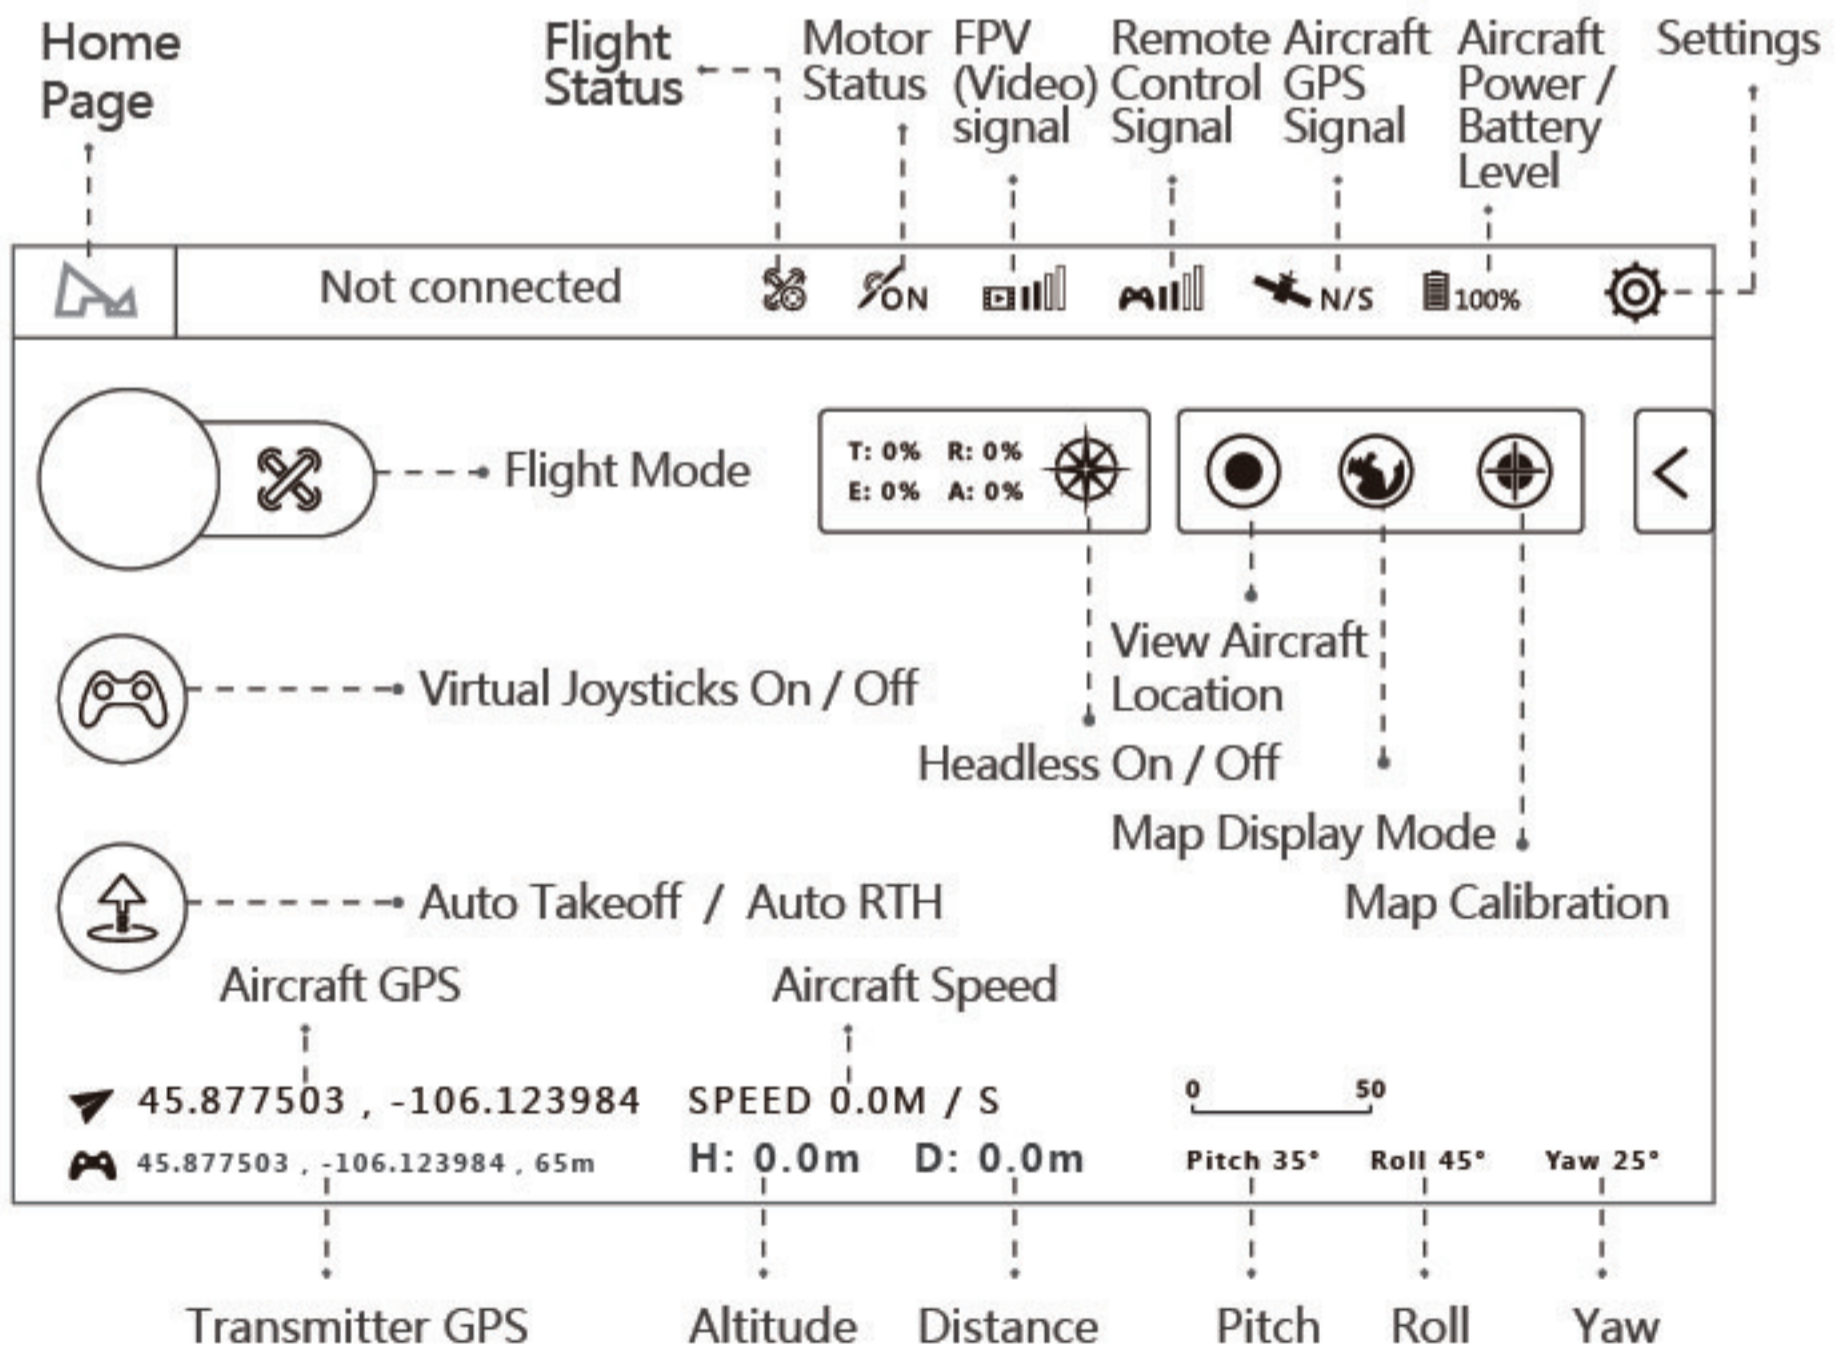 Home
Page
Flight
Status
Motor
Status
FPV
(Video)
signal
Remote
Control
Signal
Aircraft
GPS
Signal
Aircraft
Power /
Battery
Level
Settings
Not connected
ON
N/S
100%
Flight Mode
T: 0% R: 0%
E: 0% A: 0%
View Aircraft
Location
Virtual Joysticks On / Off
Headless On / Off
Map Display Mode
Map Calibration
Auto Takeoff / Auto RTH
Aircraft GPS
Aircraft Speed
45.877503 , -106.123984
SPEED 0.0M / S
0 50
45.877503 , -106.123984 , 65m
H: 0.0m D: 0.0m
Pitch 35° Roll 45° Yaw 25°
Transmitter GPS
Altitude
Distance
Pitch
Roll
Yaw